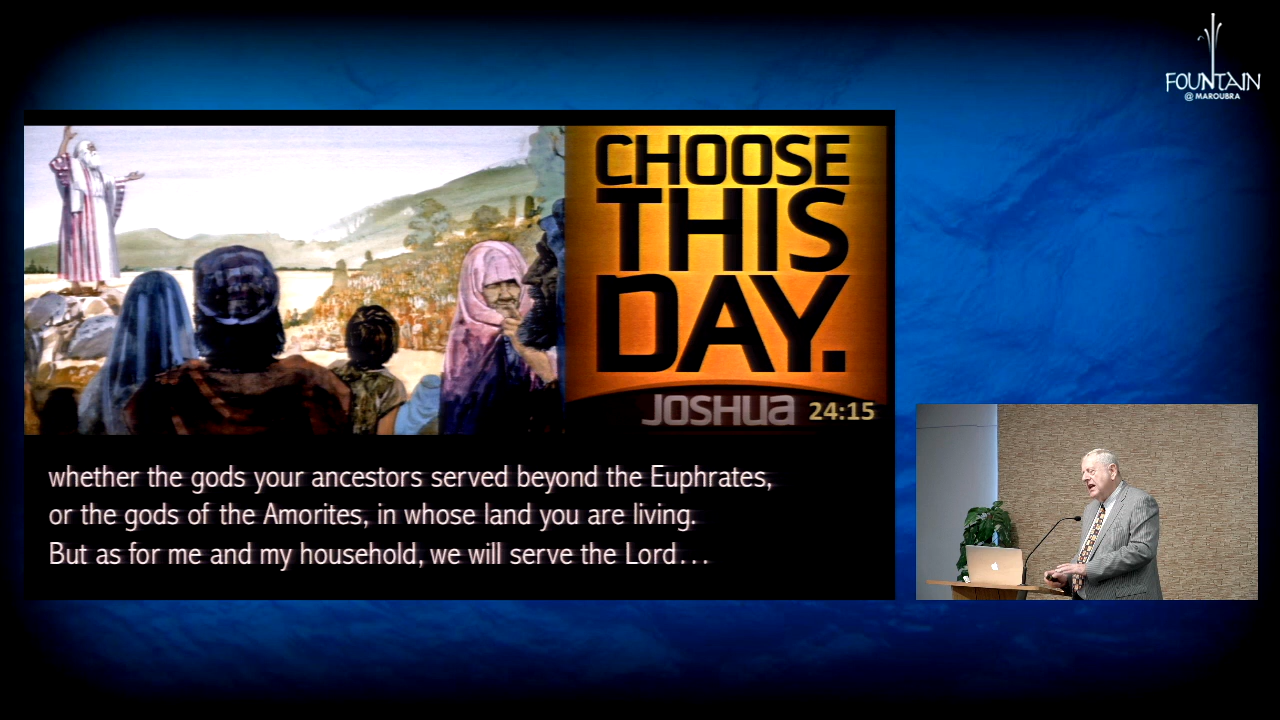 FOUNTAIN
@ MAROUBRA
CHOOSE
THIS
DAY.
JOSHUA 24:15
whether the gods your ancestors served beyond the Euphrates,
or the gods of the Amorites, in whose land you are living.
But as for me and my household, we will serve the Lord…